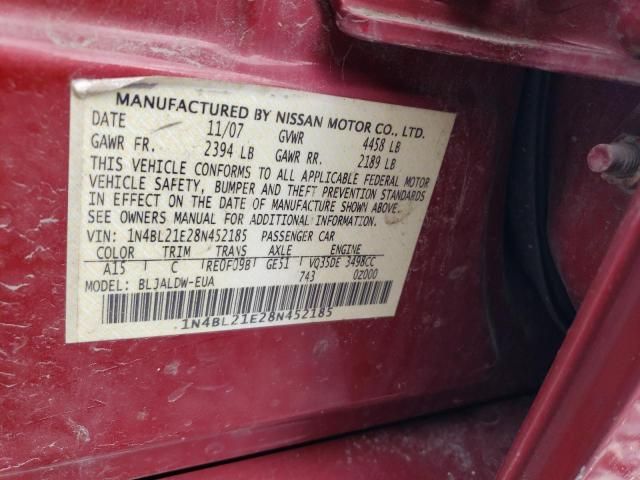 MANUFACTURED BY NISSAN MOTOR CO., LTD.
DATE 11/07 GVWR 4458 LB
GAWR FR. 2394 LB GAWR RR. 2189 LB
THIS VEHICLE CONFORMS TO ALL APPLICABLE FEDERAL MOTOR
VEHICLE SAFETY, BUMPER AND THEFT PREVENTION STANDARDS
IN EFFECT ON THE DATE OF MANUFACTURE SHOWN ABOVE.
SEE OWNERS MANUAL FOR ADDITIONAL INFORMATION.
VIN: 1N4BL21E28N452185 PASSENGER CAR
COLOR TRIM TRANS AXLE ENGINE
A15 C RE0F09B GE51 VQ35DE 3498CC
MODEL: BLJALDW-EUA 743 0Z000
1N4BL21E28N452185